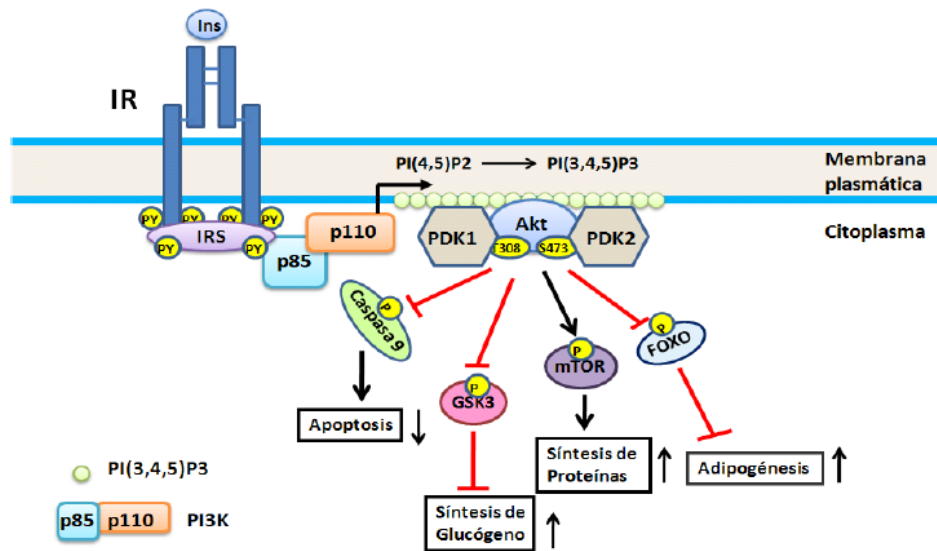 Ins
IR
PI(4,5)P2
PI(3,4,5)P3
Membrana
plasmática
PY
PY
PY
PY
IRS
PY
PY
p85
p110
PDK1
Akt
T308
S473
PDK2
Citoplasma
P
Caspasa 9
P
GSK3
P
mTOR
P
FOXO
Apoptosis
Síntesis de
Proteínas
Adipogénesis
Síntesis de
Glucógeno
PI(3,4,5)P3
p85
p110
PI3K